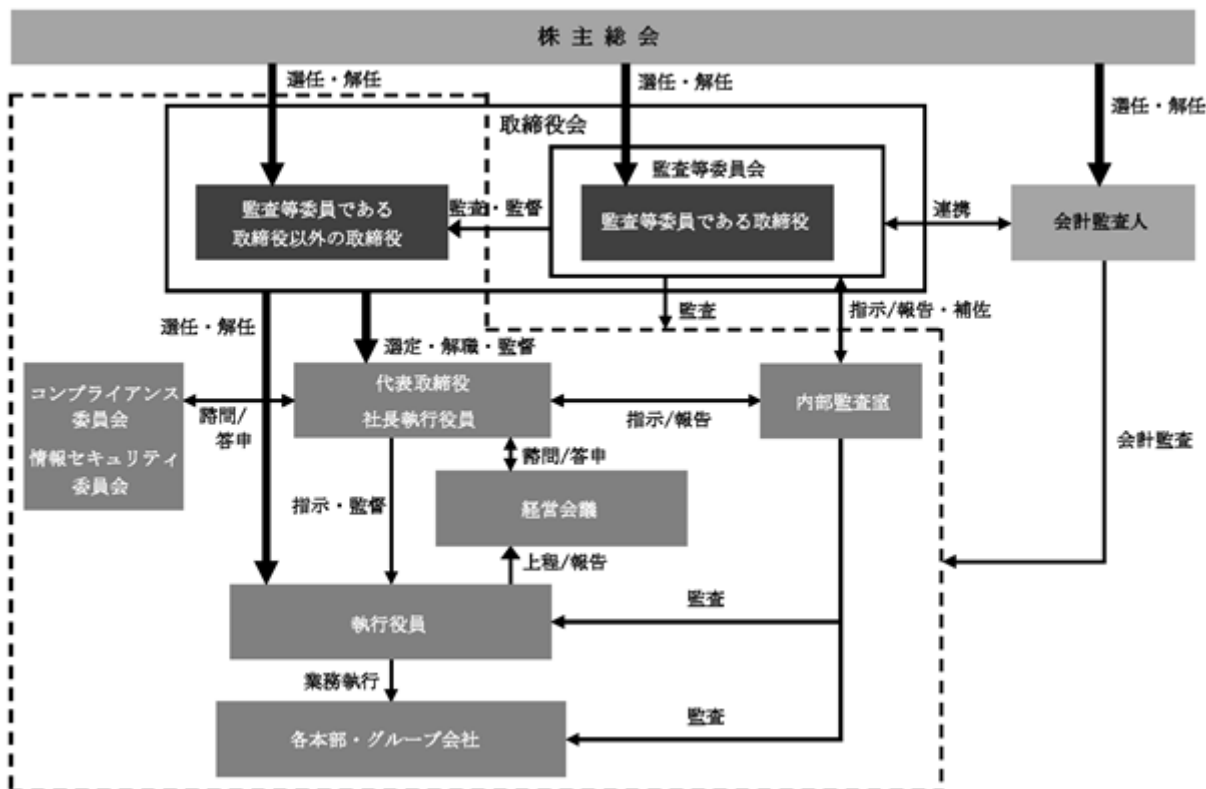 株主総会
選任・解任
選任・解任
選任・解任
取締役会
監査等委員会
監査等委員である
取締役以外の取締役
監査・監督
監査等委員である取締役
連携
会計監査人
選任・解任
監査
指示/報告・補佐
選定・解職・監督
コンプライアンス
委員会
情報セキュリティ
委員会
諮問/
答申
代表取締役
社長執行役員
指示/報告
内部監査室
会計監査
諮問/答申
指示・監督
経営会議
上程/報告
執行役員
監査
業務執行
各本部・グループ会社
監査